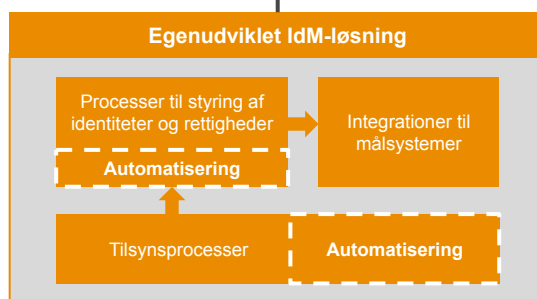 Egenudviklet IdM-løsning
Processer til styring af
identiteter og rettigheder
Automatisering
Integrationer til
målsystemer
Tilsynsprocesser
Automatisering